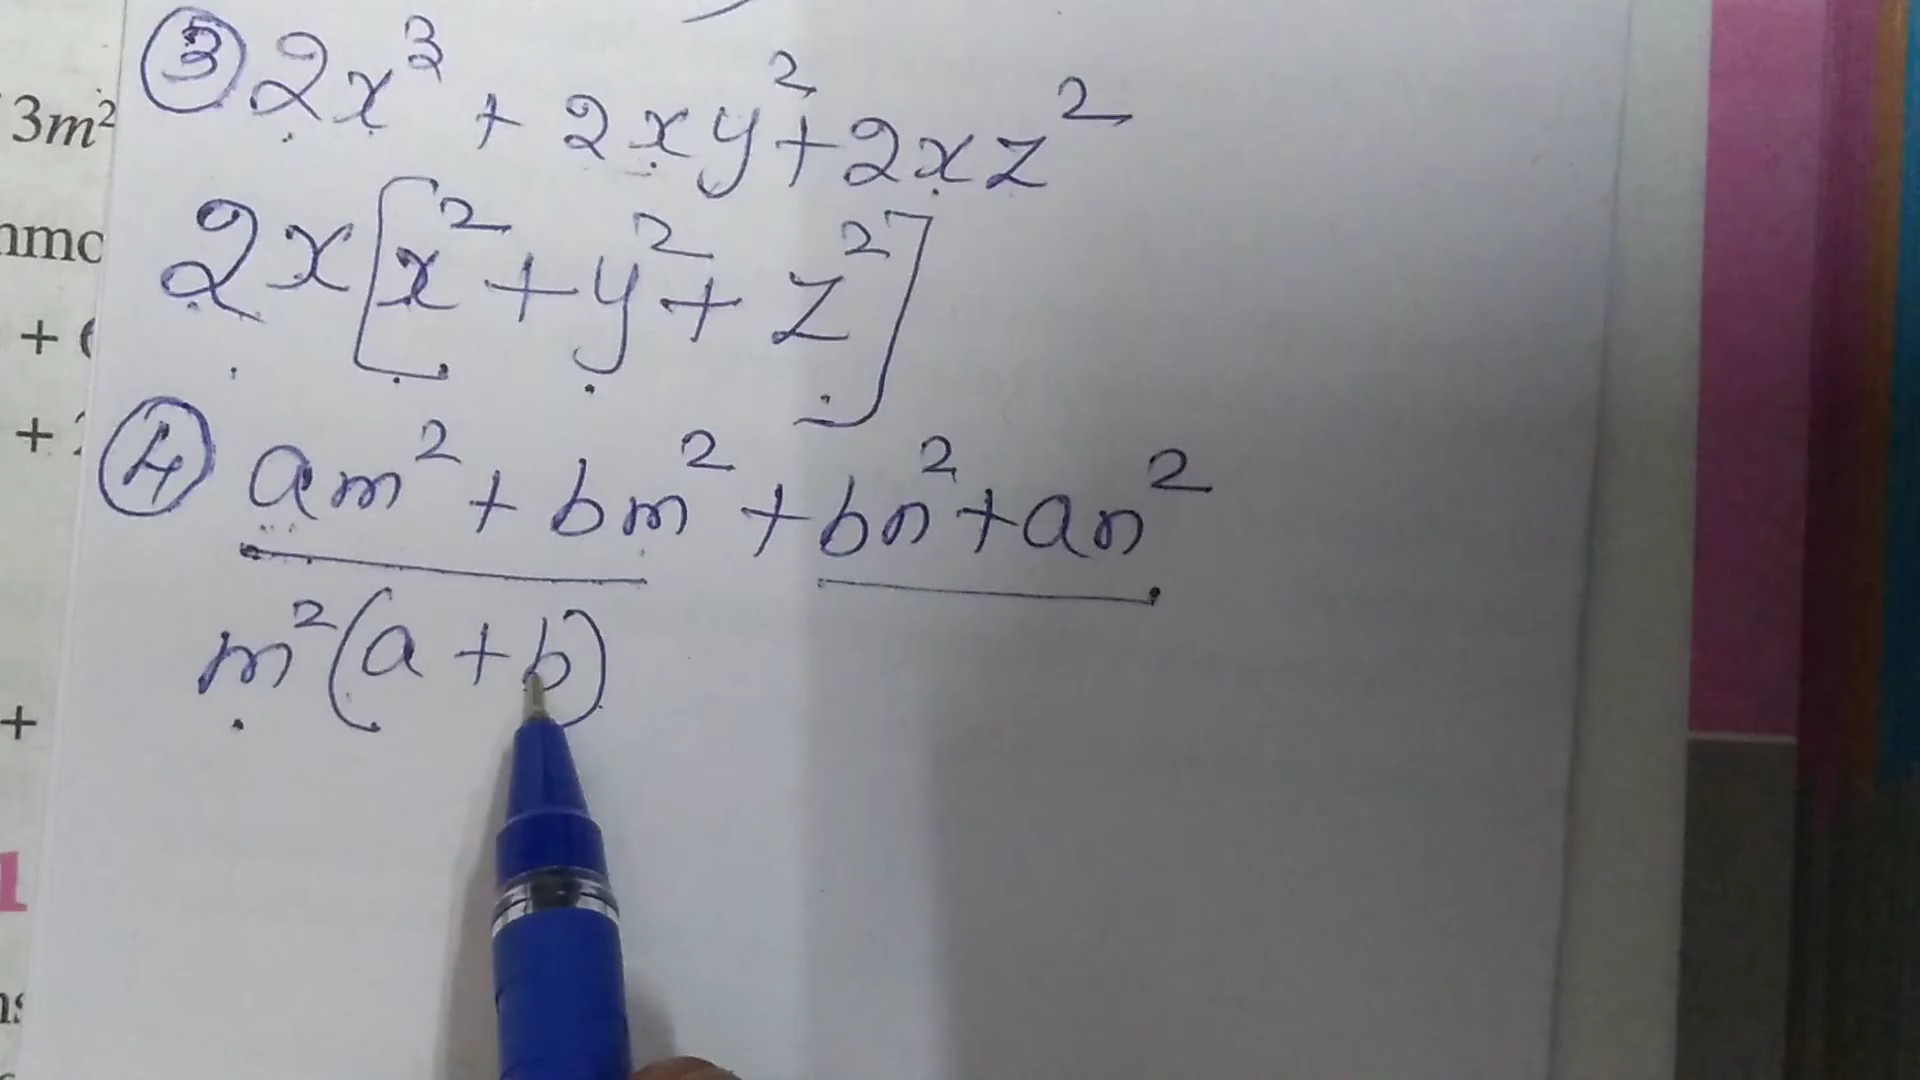 ③ 2x³ + 2xy² + 2xz²
2x[x² + y² + z²]
④ am² + bm² + bn² + an²
m²(a + b)
3m²
+
+
+